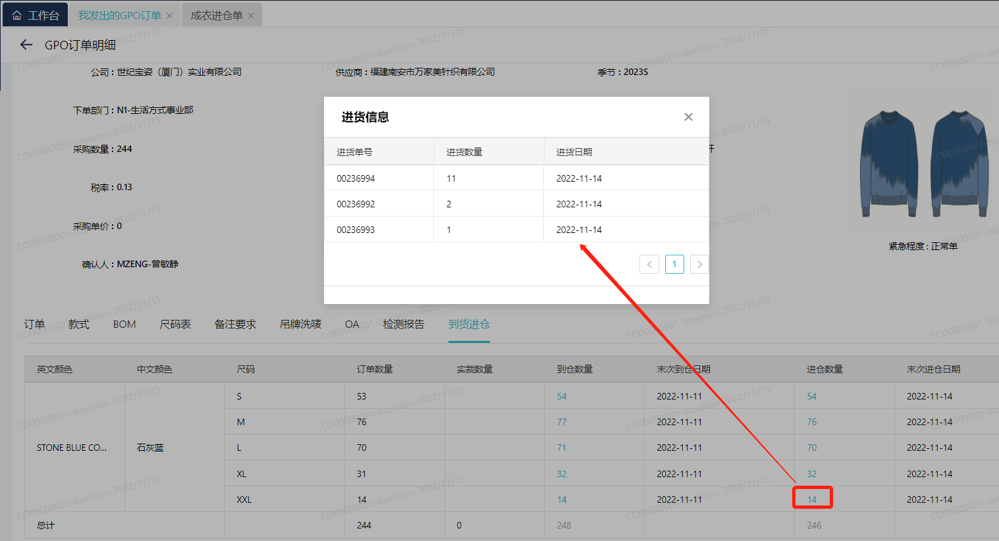 工作台 我发出的GPO订单 × 成衣进仓单 ×
← GPO订单明细
公司 : 世纪宝姿（厦门）实业有限公司 供应商 : 福建南安市万家美针织有限公司 季节 : 2023S
下单部门 : N1-生活方式事业部
采购数量 : 244
税率 : 0.13
采购单价 : 0
确认人 : MZENG-曾敏静
紧急程度 : 正常单
进货信息 ×
进货单号 进货数量 进货日期
00236994 11 2022-11-14
00236992 2 2022-11-14
00236993 1 2022-11-14
< 1 >
订单 款式 BOM 尺码表 备注要求 吊牌洗唛 OA 检测报告 到货进仓
英文颜色 中文颜色 尺码 订单数量 实裁数量 到仓数量 末次到仓日期 进仓数量 末次进仓日期
S 53 54 2022-11-11 54 2022-11-14
M 76 77 2022-11-11 76 2022-11-14
STONE BLUE CO... 石灰蓝 L 70 71 2022-11-11 70 2022-11-14
XL 31 32 2022-11-11 32 2022-11-14
XXL 14 14 2022-11-11 14 2022-11-14
总计 244 0 248 246
CO00000001-bzadmin-2022/11/15